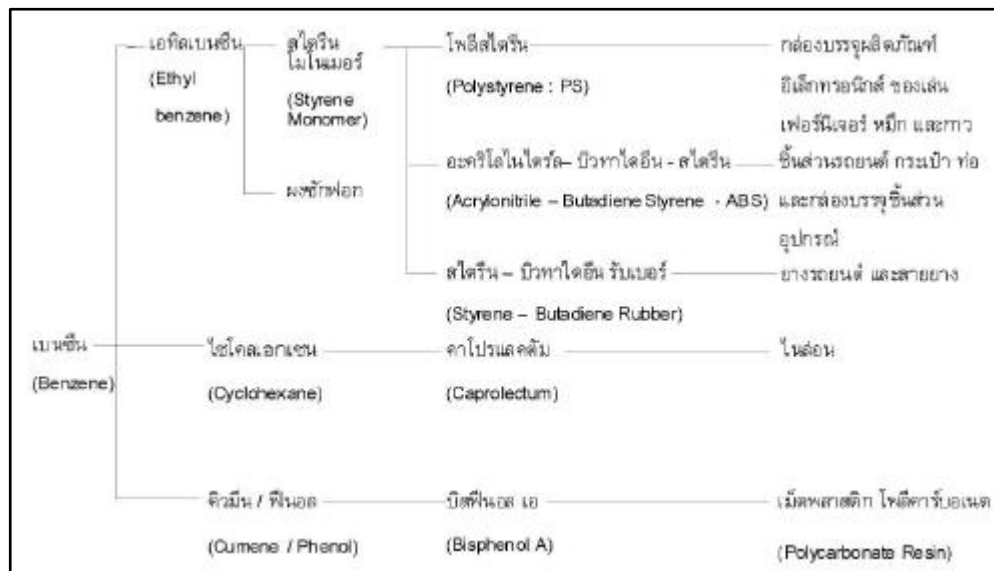 เอทิลเบนซีน
(Ethyl
benzene)
สไตรีน
โมโนเมอร์
(Styrene
Monomer)
โพลีสไตรีน
(Polystyrene : PS)
กล่องบรรจุผลิตภัณฑ์
อิเล็กทรอนิกส์ ของเล่น
เฟอร์นิเจอร์ หมึก และกาว
อะคริโลไนไตร์ล– บิวทาไดอีน - สไตรีน
(Acrylonitrile – Butadiene Styrene - ABS)
ชิ้นส่วนรถยนต์ กระเป๋า ท่อ
และกล่องบรรจุชิ้นส่วน
อุปกรณ์
ผงซักฟอก
สไตรีน – บิวทาไดอีน รับเบอร์
(Styrene – Butadiene Rubber)
ยางรถยนต์ และสายยาง
เบนซีน
(Benzene)
ไซโคลเฮกเซน
(Cyclohexane)
คาโปรแลคตัม
(Caprolectum)
ไนล่อน
คิวมีน / ฟีนอล
(Cumene / Phenol)
บิสฟีนอล เอ
(Bisphenol A)
เม็ดพลาสติก โพลีคาร์บอเนต
(Polycarbonate Resin)